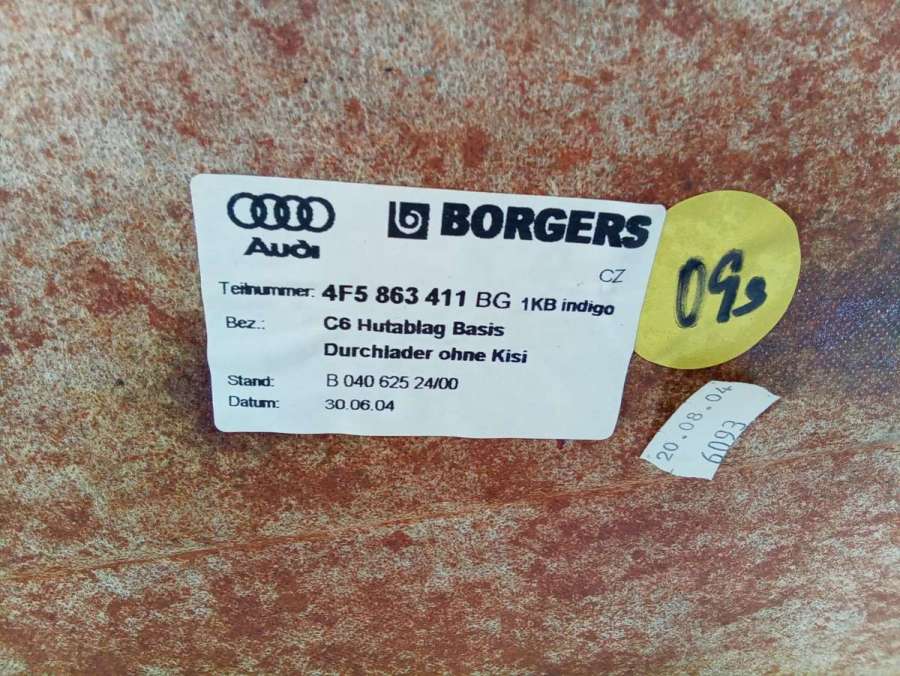 Audi
BORGERS
CZ
Teilnummer: 4F5 863 411 BG 1KB indigo
Bez.: C6 Hutablag Basis
Durchlader ohne Kisi
Stand: B 040 625 24/00
Datum: 30.06.04
20.08.04
6093